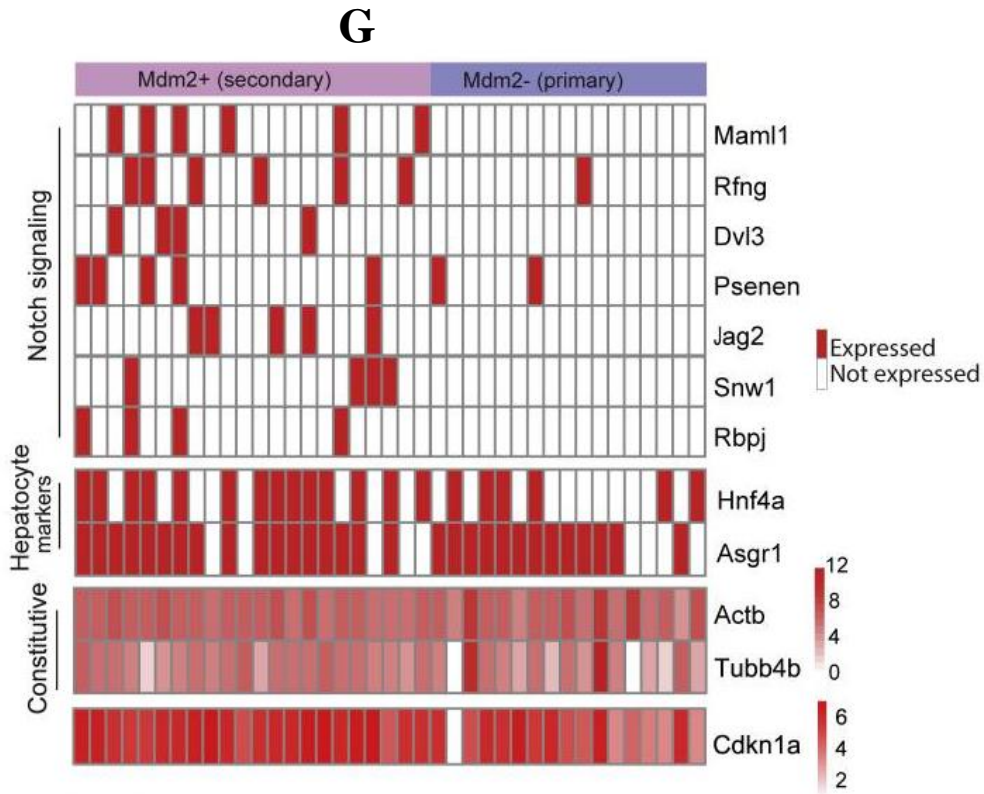 G
Mdm2+ (secondary)
Mdm2- (primary)
Notch signaling
Maml1
Rfng
Dvl3
Psenen
Jag2
Snw1
Rbpj
Expressed
Not expressed
Hepatocyte
markers
Hnf4a
Asgr1
Constitutive
Actb
Tubb4b
12
8
4
0
Cdkn1a
6
4
2